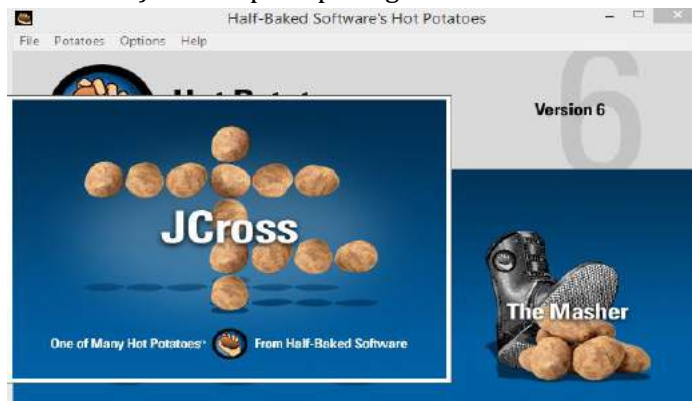 Half-Baked Software's Hot Potatoes
File Potatoes Options Help
Version 6
6
JCross
The Masher
One of Many Hot Potatoes™ From Half-Baked Software